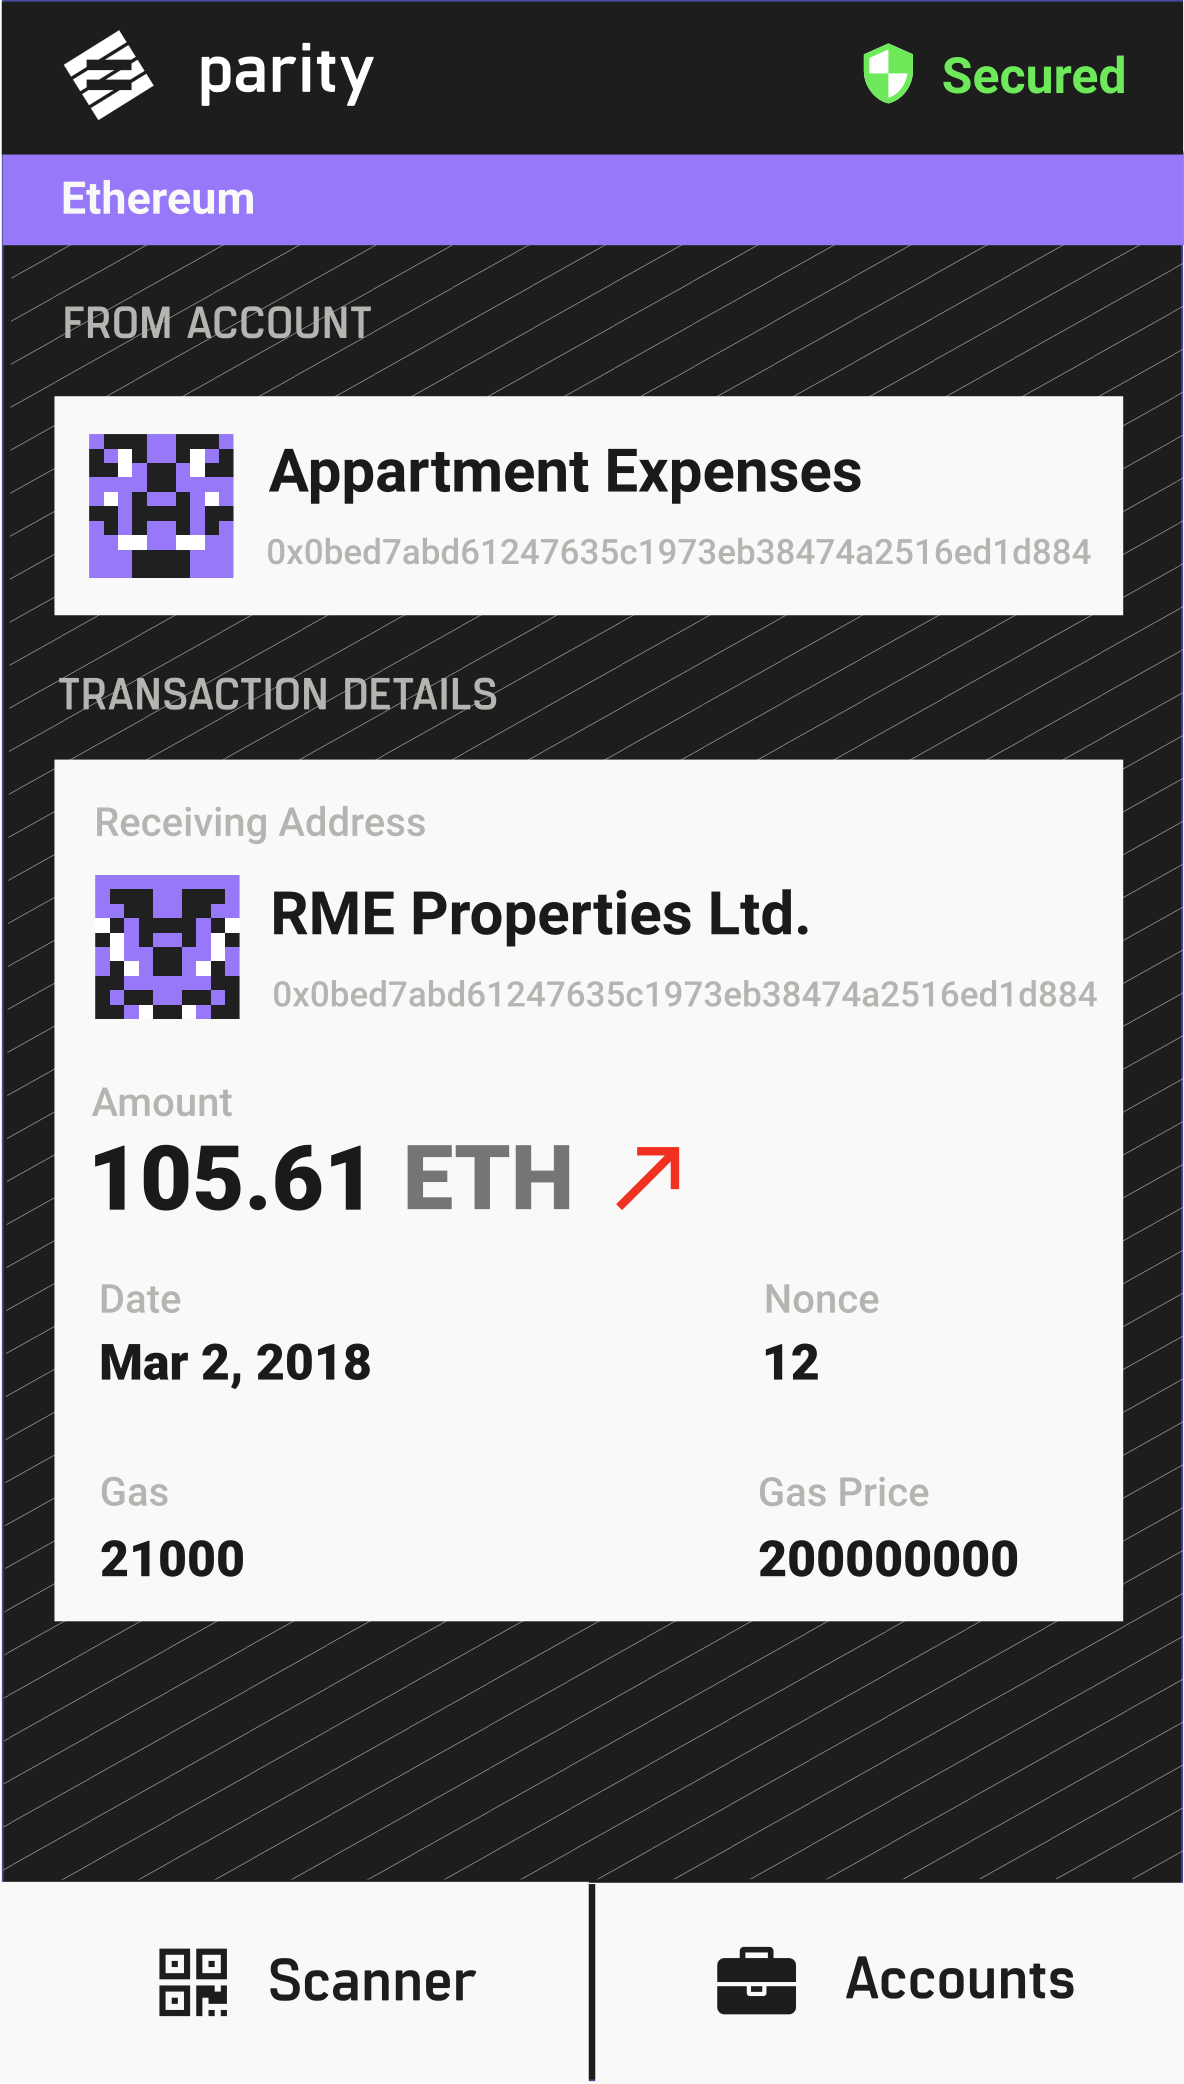 parity
Secured
Ethereum
FROM ACCOUNT
Appartment Expenses
0x0bed7abd61247635c1973eb38474a2516ed1d884
TRANSACTION DETAILS
Receiving Address
RME Properties Ltd.
0x0bed7abd61247635c1973eb38474a2516ed1d884
Amount
105.61 ETH
Date
Nonce
Mar 2, 2018
12
Gas
Gas Price
21000
200000000
Scanner
Accounts